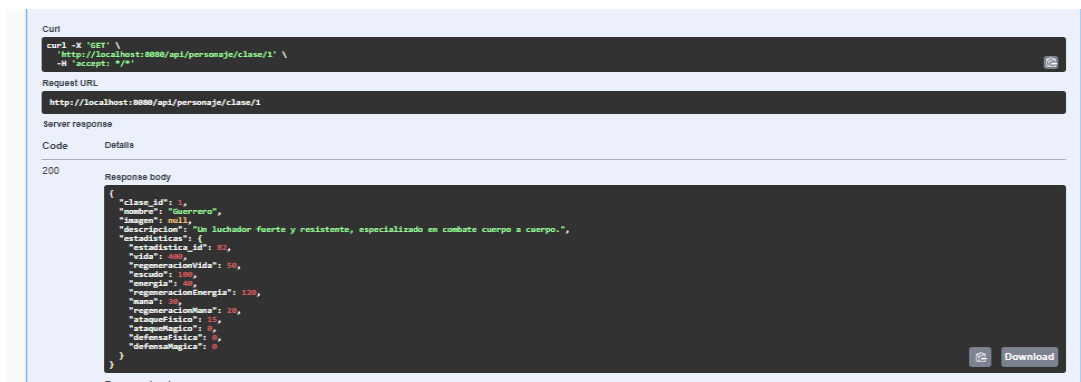 Curl
curl -X 'GET' \
'http://localhost:8080/api/personaje/clase/1' \
-H 'accept: */*'
Request URL
http://localhost:8080/api/personaje/clase/1
Server response
Code Details
200
Response body
{
"clase_id": 1,
"nombre": "Guerrero",
"imagen": null,
"descripcion": "Un luchador fuerte y resistente, especializado en combate cuerpo a cuerpo.",
"estadisticas": {
"estadistica_id": 82,
"vida": 400,
"regeneracionVida": 50,
"escudo": 100,
"energia": 40,
"regeneracionEnergia": 120,
"mana": 30,
"regeneracionMana": 20,
"ataqueFisico": 15,
"ataqueMagico": 0,
"defensaFisica": 0,
"defensaMagica": 0
}
}
Download